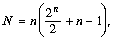 N = n(2^n/2 + n - 1),